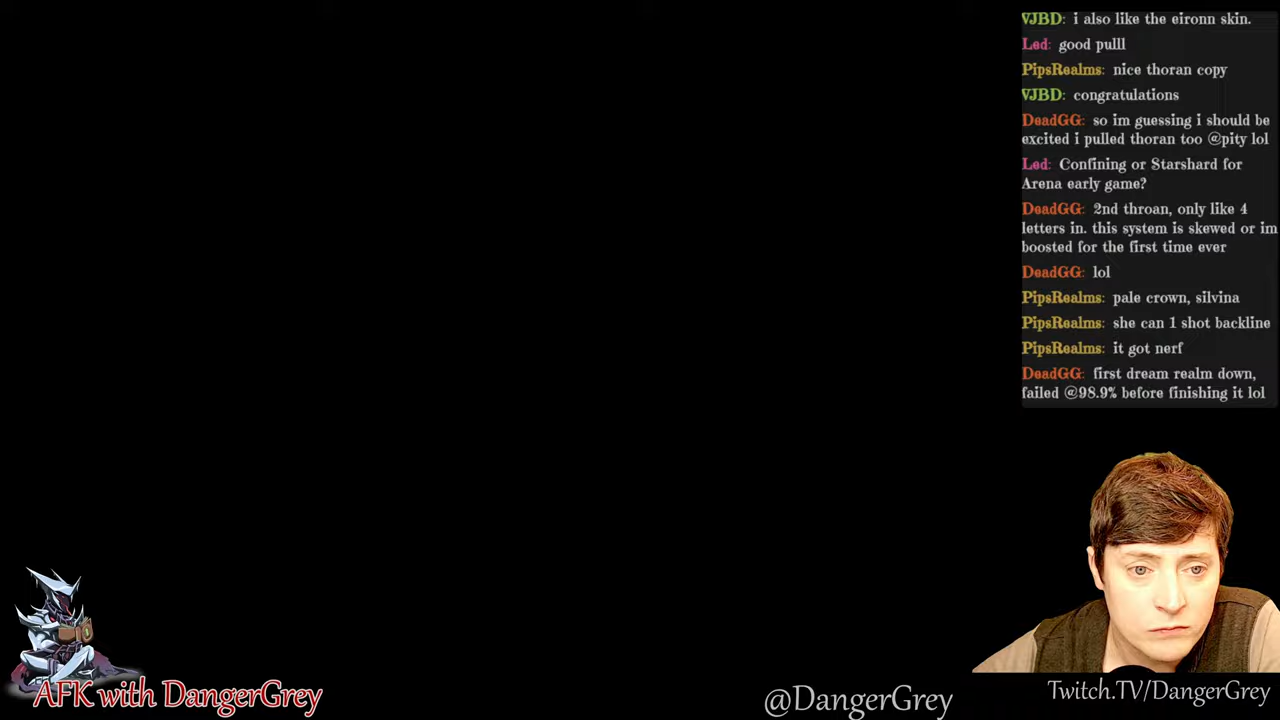 VJBD: i also like the eironn skin.
Led: good pulll
PipsRealms: nice thoran copy
VJBD: congratulations
DeadGG: so im guessing i should be
excited i pulled thoran too @pity lol
Led: Confining or Starshard for
Arena early game?
DeadGG: 2nd throan, only like 4
letters in. this system is skewed or im
boosted for the first time ever
DeadGG: lol
PipsRealms: pale crown, silvina
PipsRealms: she can 1 shot backline
PipsRealms: it got nerf
DeadGG: first dream realm down,
failed @98.9% before finishing it lol
AFK with DangerGrey
@DangerGrey
Twitch.TV/DangerGrey